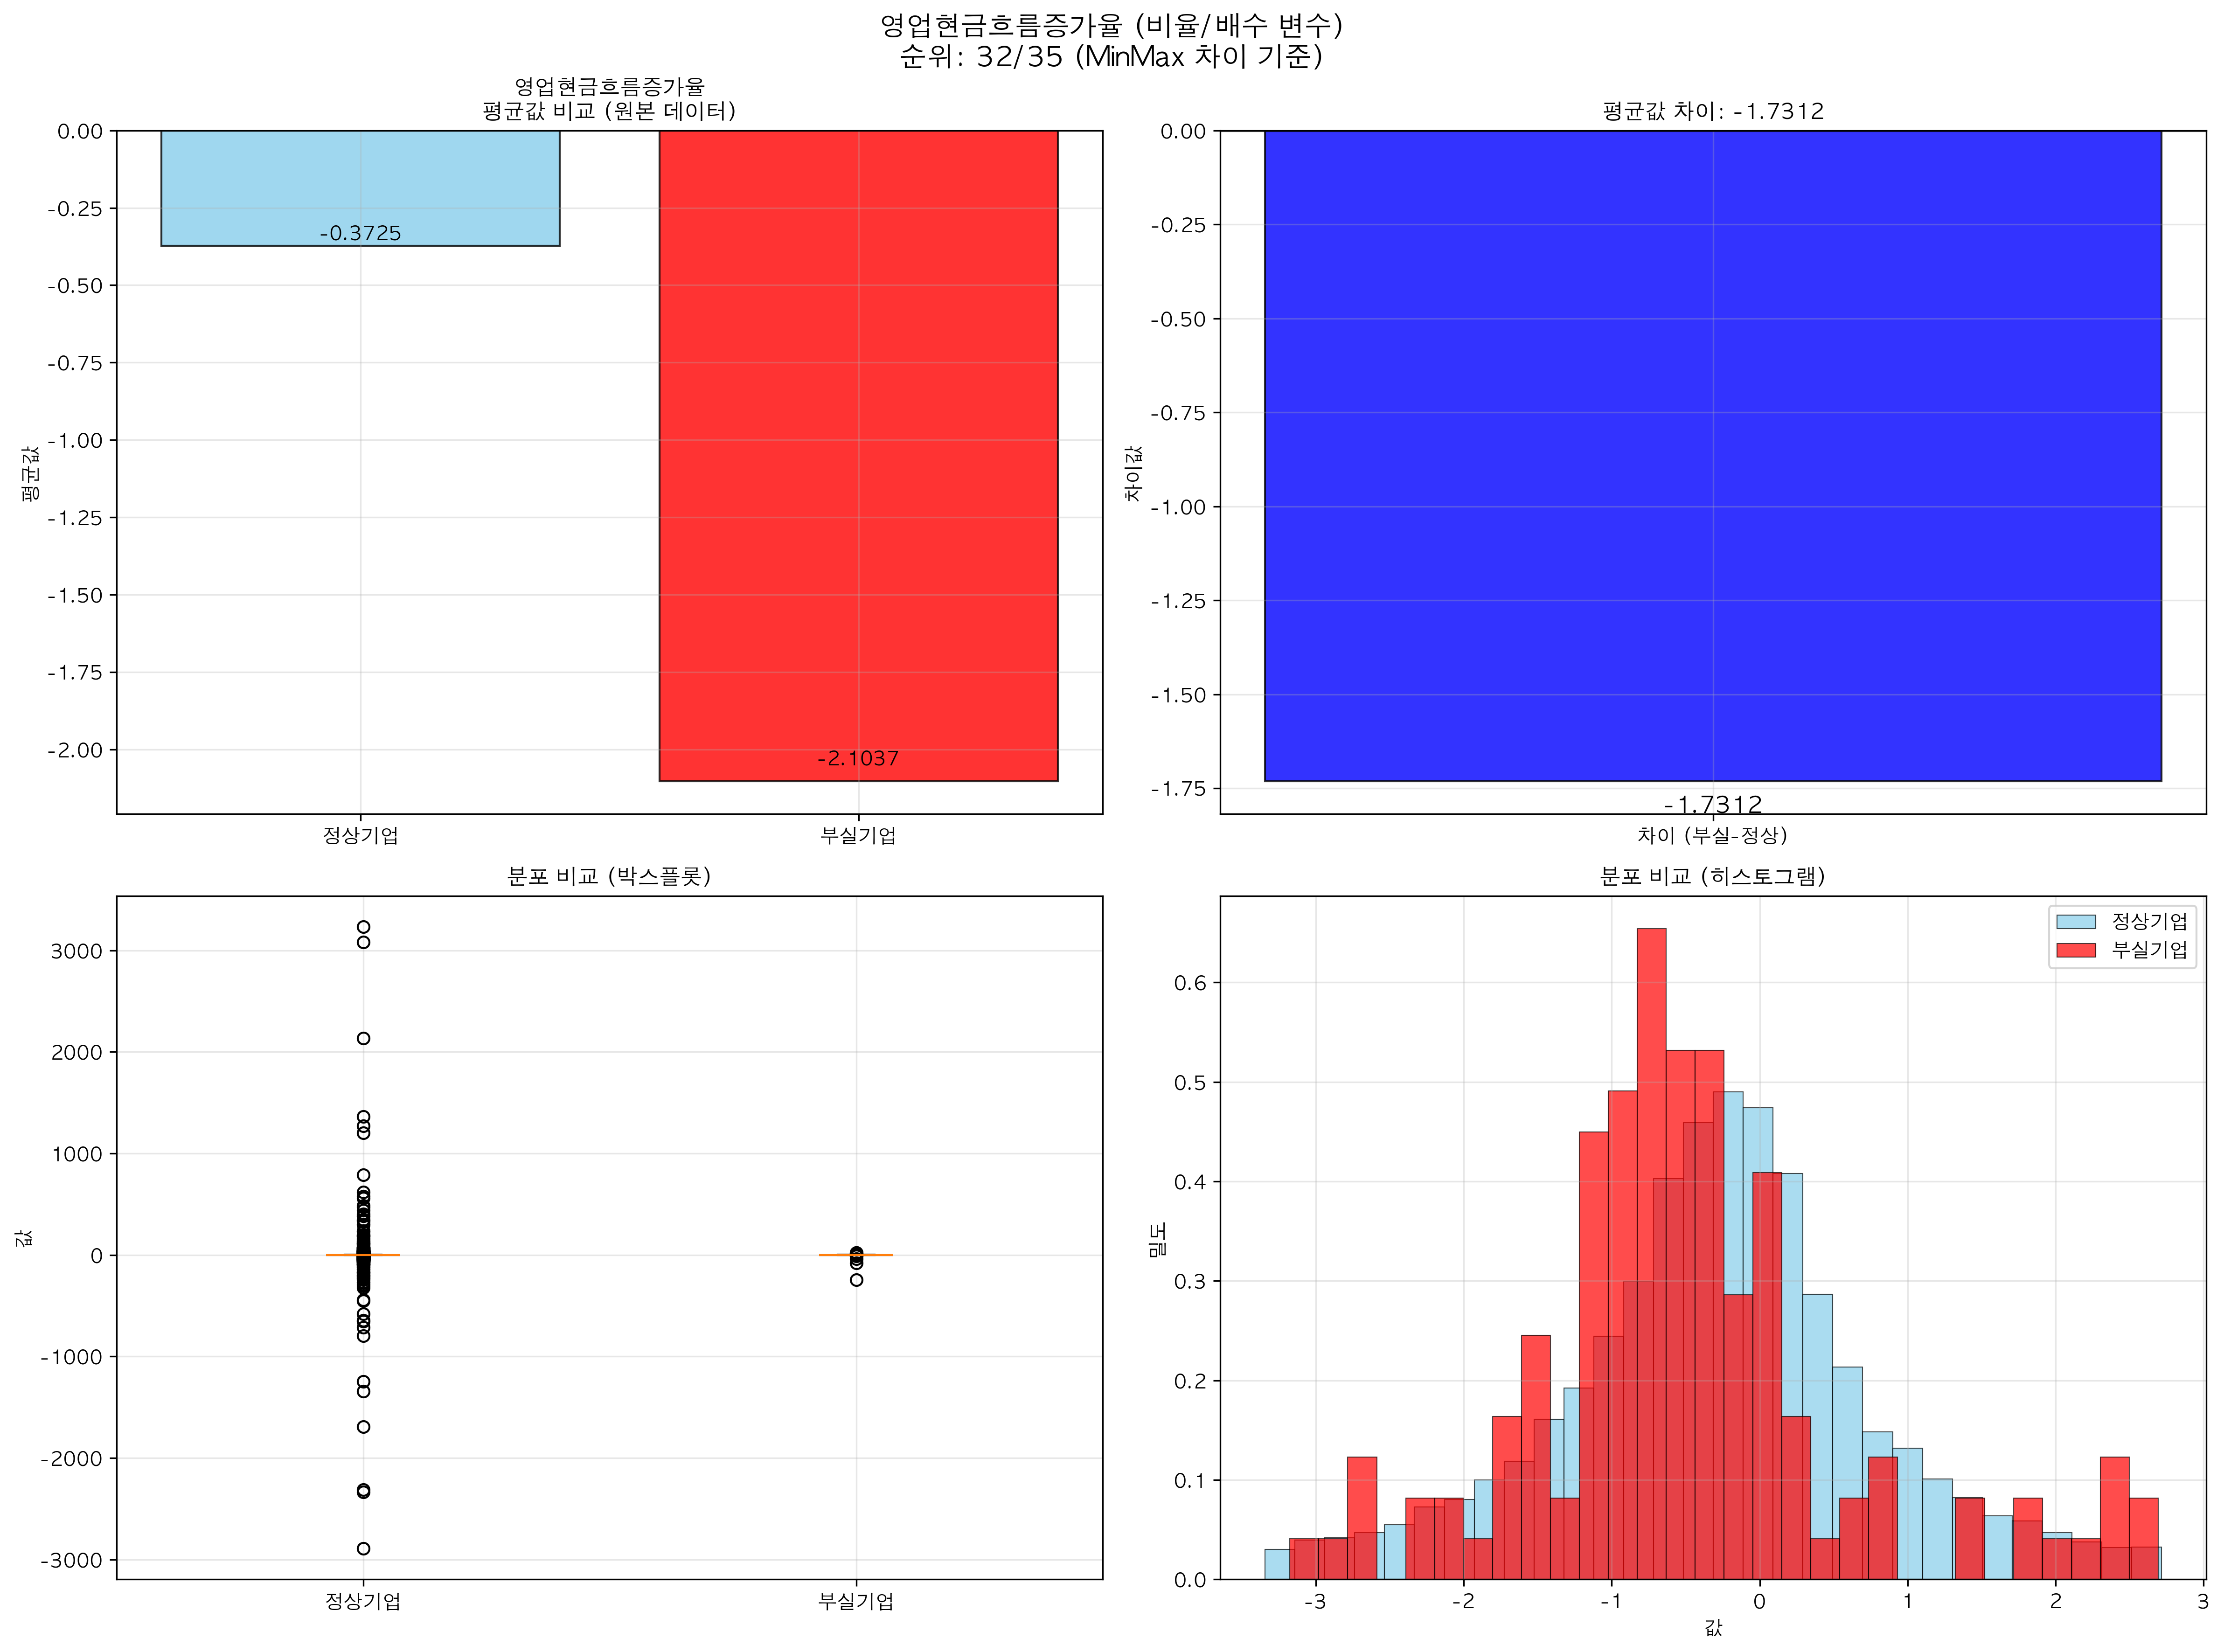 영업현금흐름증가율 (비율/배수 변수)
순위: 32/35 (MinMax 차이 기준)
영업현금흐름증가율
평균값 비교 (원본 데이터)
0.00
-0.25
-0.50
-0.75
-1.00
-1.25
-1.50
-1.75
-2.00
평균값
-0.3725
-2.1037
정상기업
부실기업
평균값 차이: -1.7312
0.00
-0.25
-0.50
-0.75
-1.00
-1.25
-1.50
-1.75
차이값
-1.7312
차이 (부실-정상)
분포 비교 (박스플롯)
3000
2000
1000
0
-1000
-2000
-3000
값
정상기업
부실기업
분포 비교 (히스토그램)
정상기업
부실기업
0.6
0.5
0.4
0.3
0.2
0.1
0.0
밀도
-3
-2
-1
0
1
2
3
값